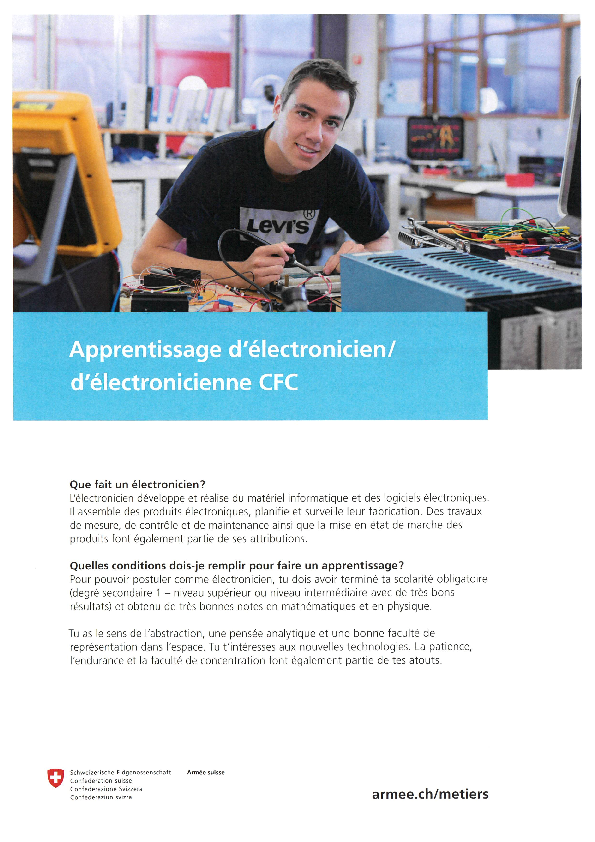 LEVI'S®
Apprentissage d'électronicien/
d'électronicienne CFC
Que fait un électronicien?
L'électronicien développe et réalise du matériel informatique et des logiciels électroniques.
Il assemble des produits électroniques, planifie et surveille leur fabrication. Des travaux
de mesure, de contrôle et de maintenance ainsi que la mise en état de marche des
produits font également partie de ses attributions.
Quelles conditions dois-je remplir pour faire un apprentissage?
Pour pouvoir postuler comme électronicien, tu dois avoir terminé ta scolarité obligatoire
(degré secondaire 1 – niveau supérieur ou niveau intermédiaire avec de très bons
résultats) et obtenu de très bonnes notes en mathématiques et en physique.
Tu as le sens de l'abstraction, une pensée analytique et une bonne faculté de
représentation dans l'espace. Tu t'intéresses aux nouvelles technologies. La patience,
l'endurance et la faculté de concentration font également partie de tes atouts.
Schweizerische Eidgenossenschaft Armée suisse
Confédération suisse
Confederazione Svizzera
Confederaziun svizra
armee.ch/metiers